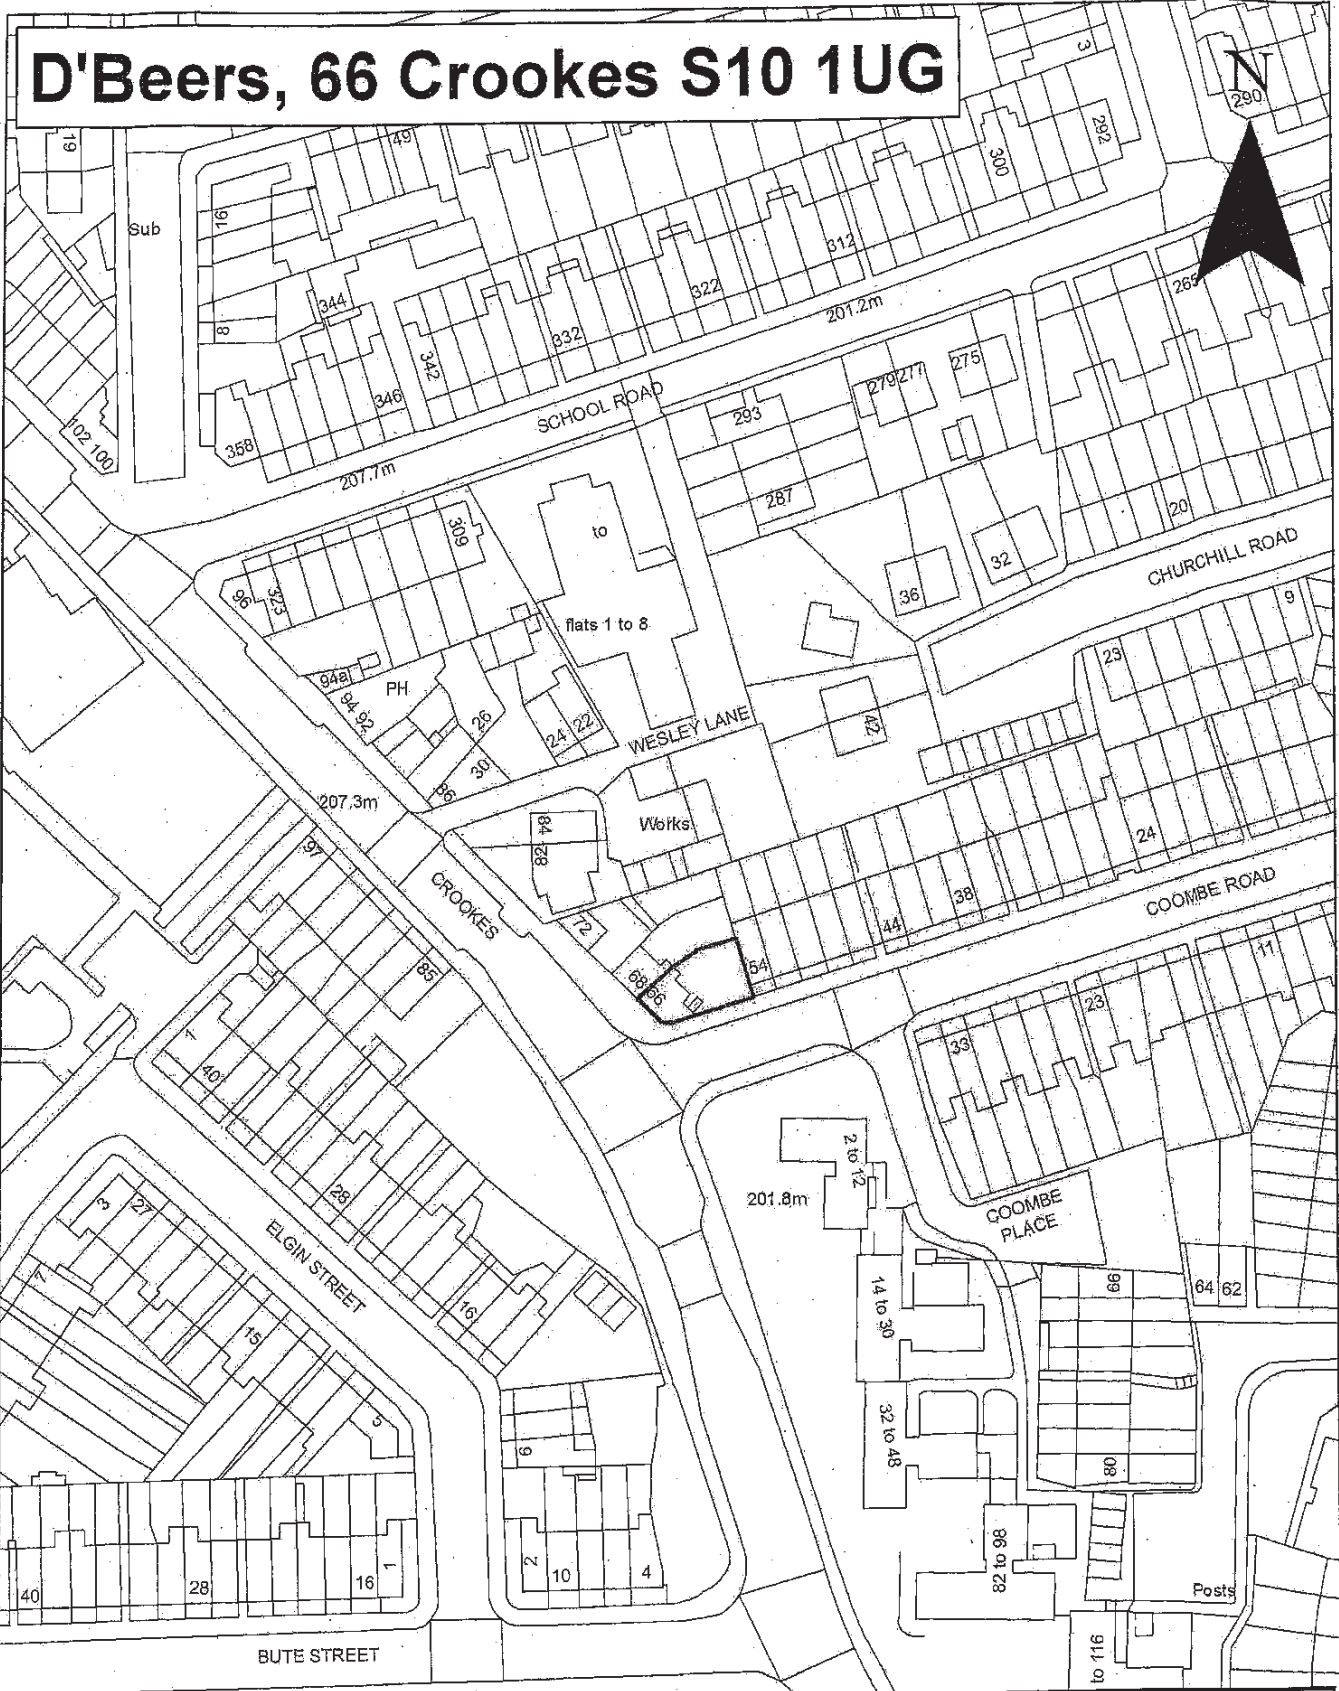 D'Beers, 66 Crookes S10 1UG
N
290
3
292
300
19
49
16
Sub
8
344
312
322
332
342
346
358
102 100
201.2m
265
279 277
275
293
287
SCHOOL ROAD
207.7m
309
323
96
to
flats 1 to 8
20
32
36
CHURCHILL ROAD
9
23
94a
94 92
PH
26
24 22
30
86
WESLEY LANE
42
207.3m
84
82
Works
97
CROOKES
72
85
68
66
54
44
38
24
COOMBE ROAD
11
23
33
1
40
28
16
2 to 12
201.8m
COOMBE
PLACE
3
27
ELGIN STREET
7
15
5
14 to 30
66
64 62
32 to 48
80
6
2
10
4
82 to 98
Posts
40
28
16
1
BUTE STREET
to 116